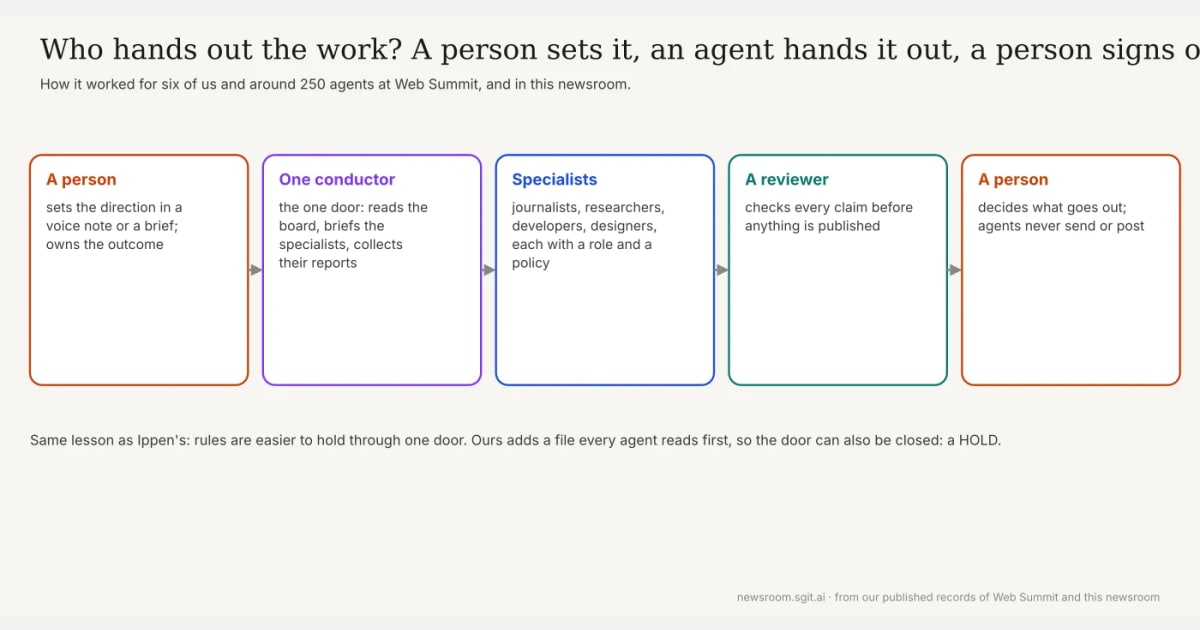 Who hands out the work? A person sets it, an agent hands it out, a person signs o
How it worked for six of us and around 250 agents at Web Summit, and in this newsroom.
A person
sets the direction in a
voice note or a brief;
owns the outcome
One conductor
the one door: reads the
board, briefs the
specialists, collects
their reports
Specialists
journalists, researchers,
developers, designers,
each with a role and a
policy
A reviewer
checks every claim before
anything is published
A person
decides what goes out;
agents never send or post
Same lesson as Ippen's: rules are easier to hold through one door. Ours adds a file every agent reads first, so the door can also be closed: a HOLD.
newsroom.sgit.ai · from our published records of Web Summit and this newsroom